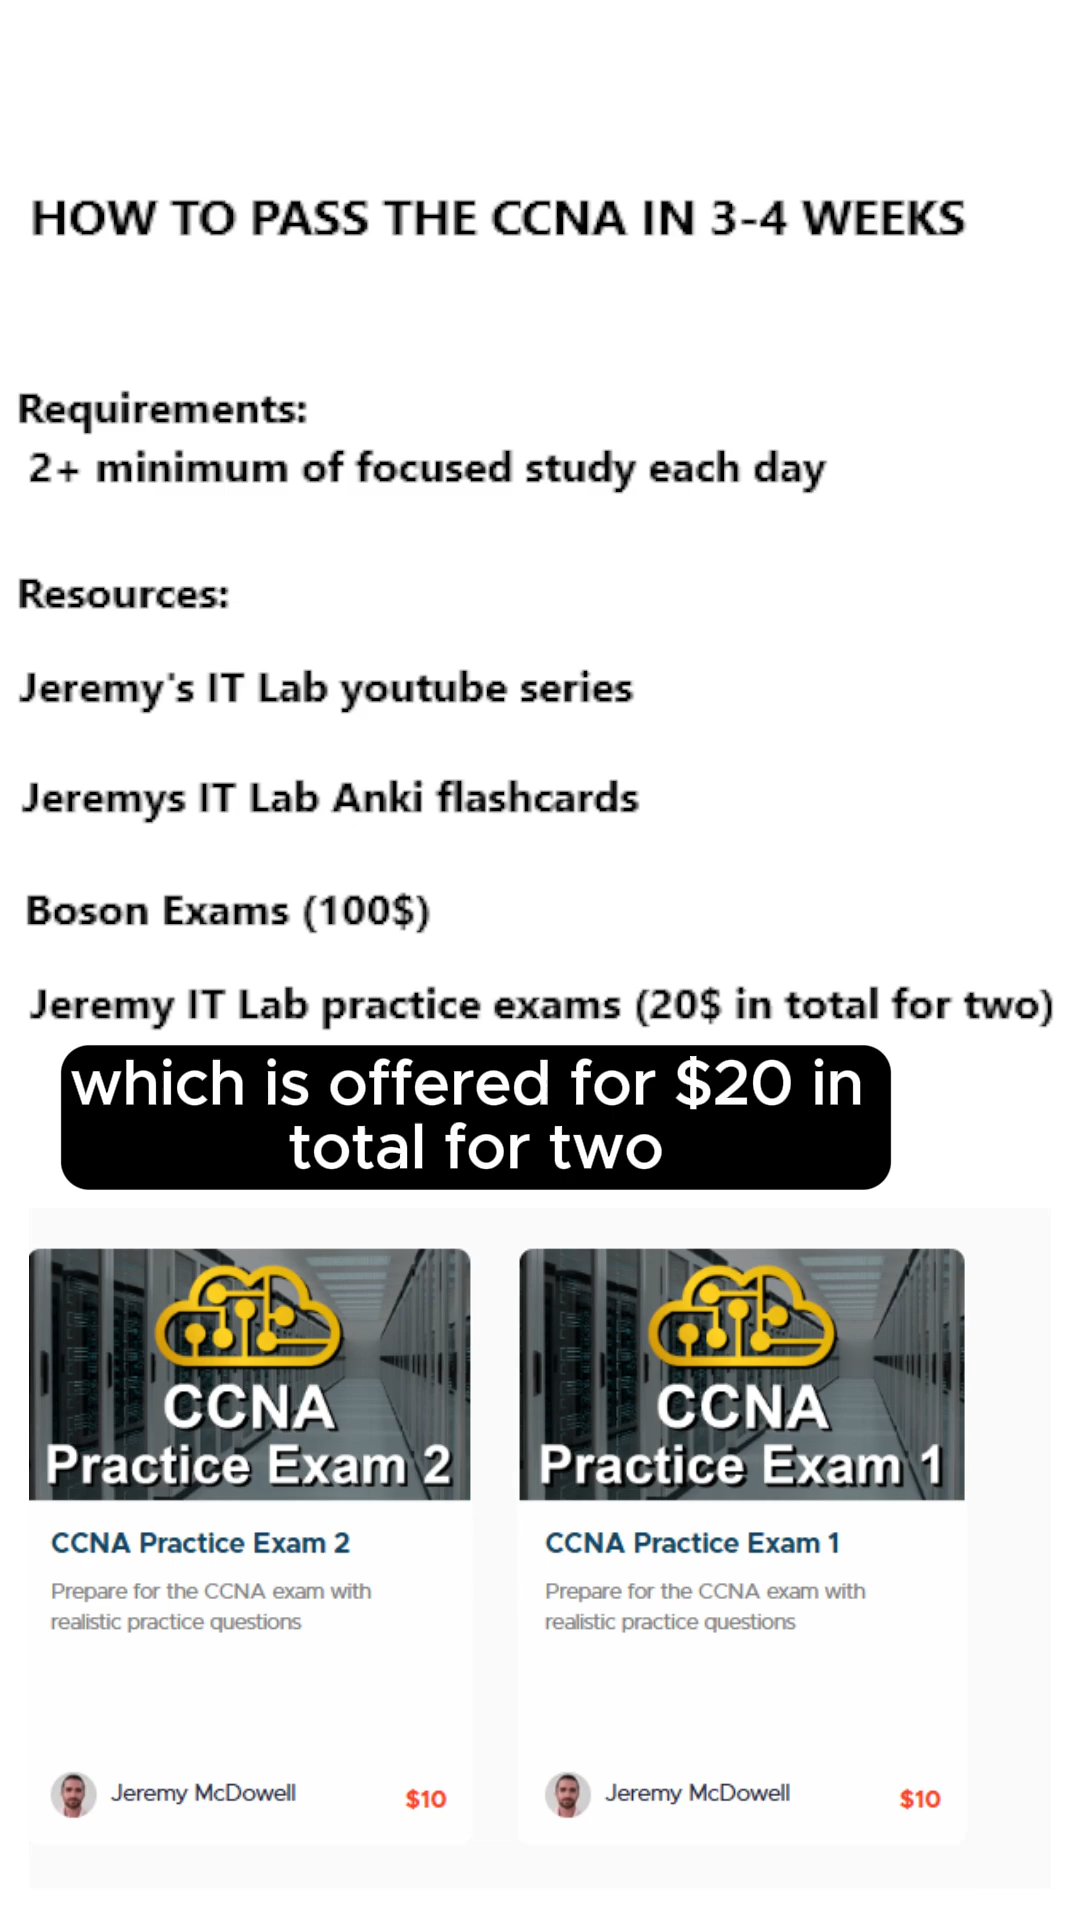 HOW TO PASS THE CCNA IN 3-4 WEEKS
Requirements:
2+ minimum of focused study each day
Resources:
Jeremy's IT Lab youtube series
Jeremys IT Lab Anki flashcards
Boson Exams (100$)
Jeremy IT Lab practice exams (20$ in total for two)
which is offered for $20 in
total for two
CCNA
Practice Exam 2
CCNA Practice Exam 2
Prepare for the CCNA exam with
realistic practice questions
Jeremy McDowell
$10
CCNA
Practice Exam 1
CCNA Practice Exam 1
Prepare for the CCNA exam with
realistic practice questions
Jeremy McDowell
$10